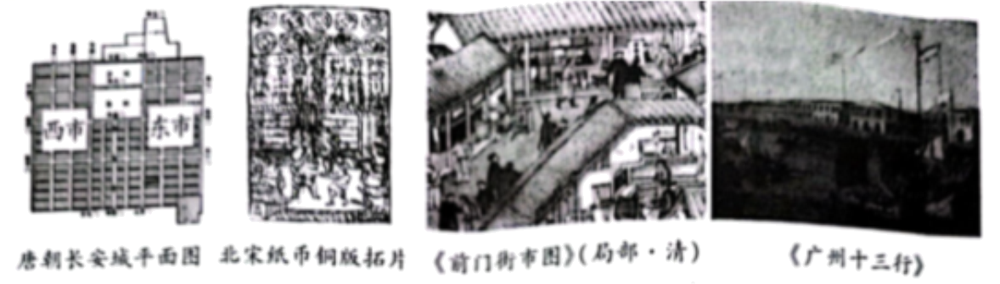 西市
东市
唐朝长安城平面图
北宋纸币铜版拓片
《前门街市图》(局部·清)
《广州十三行》